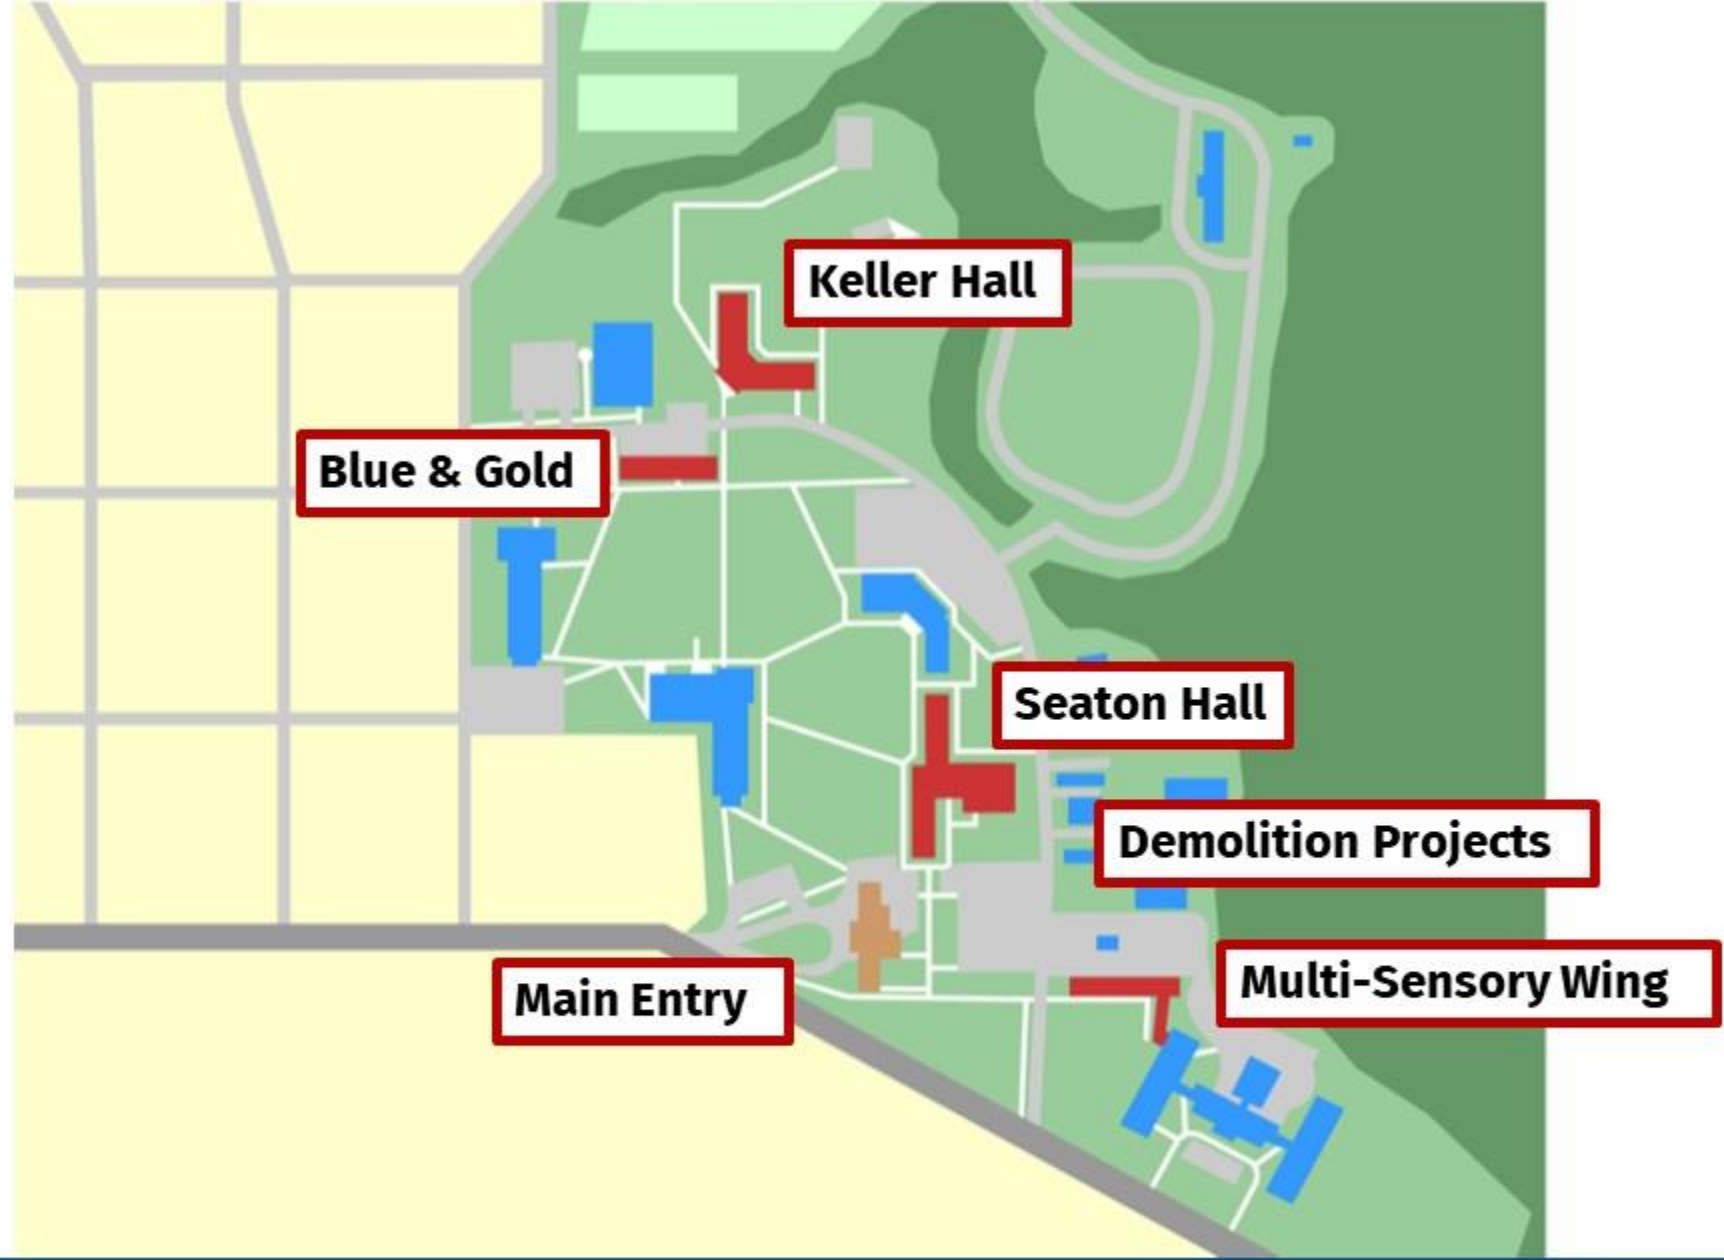 Keller Hall
Blue & Gold
Seaton Hall
Demolition Projects
Multi-Sensory Wing
Main Entry